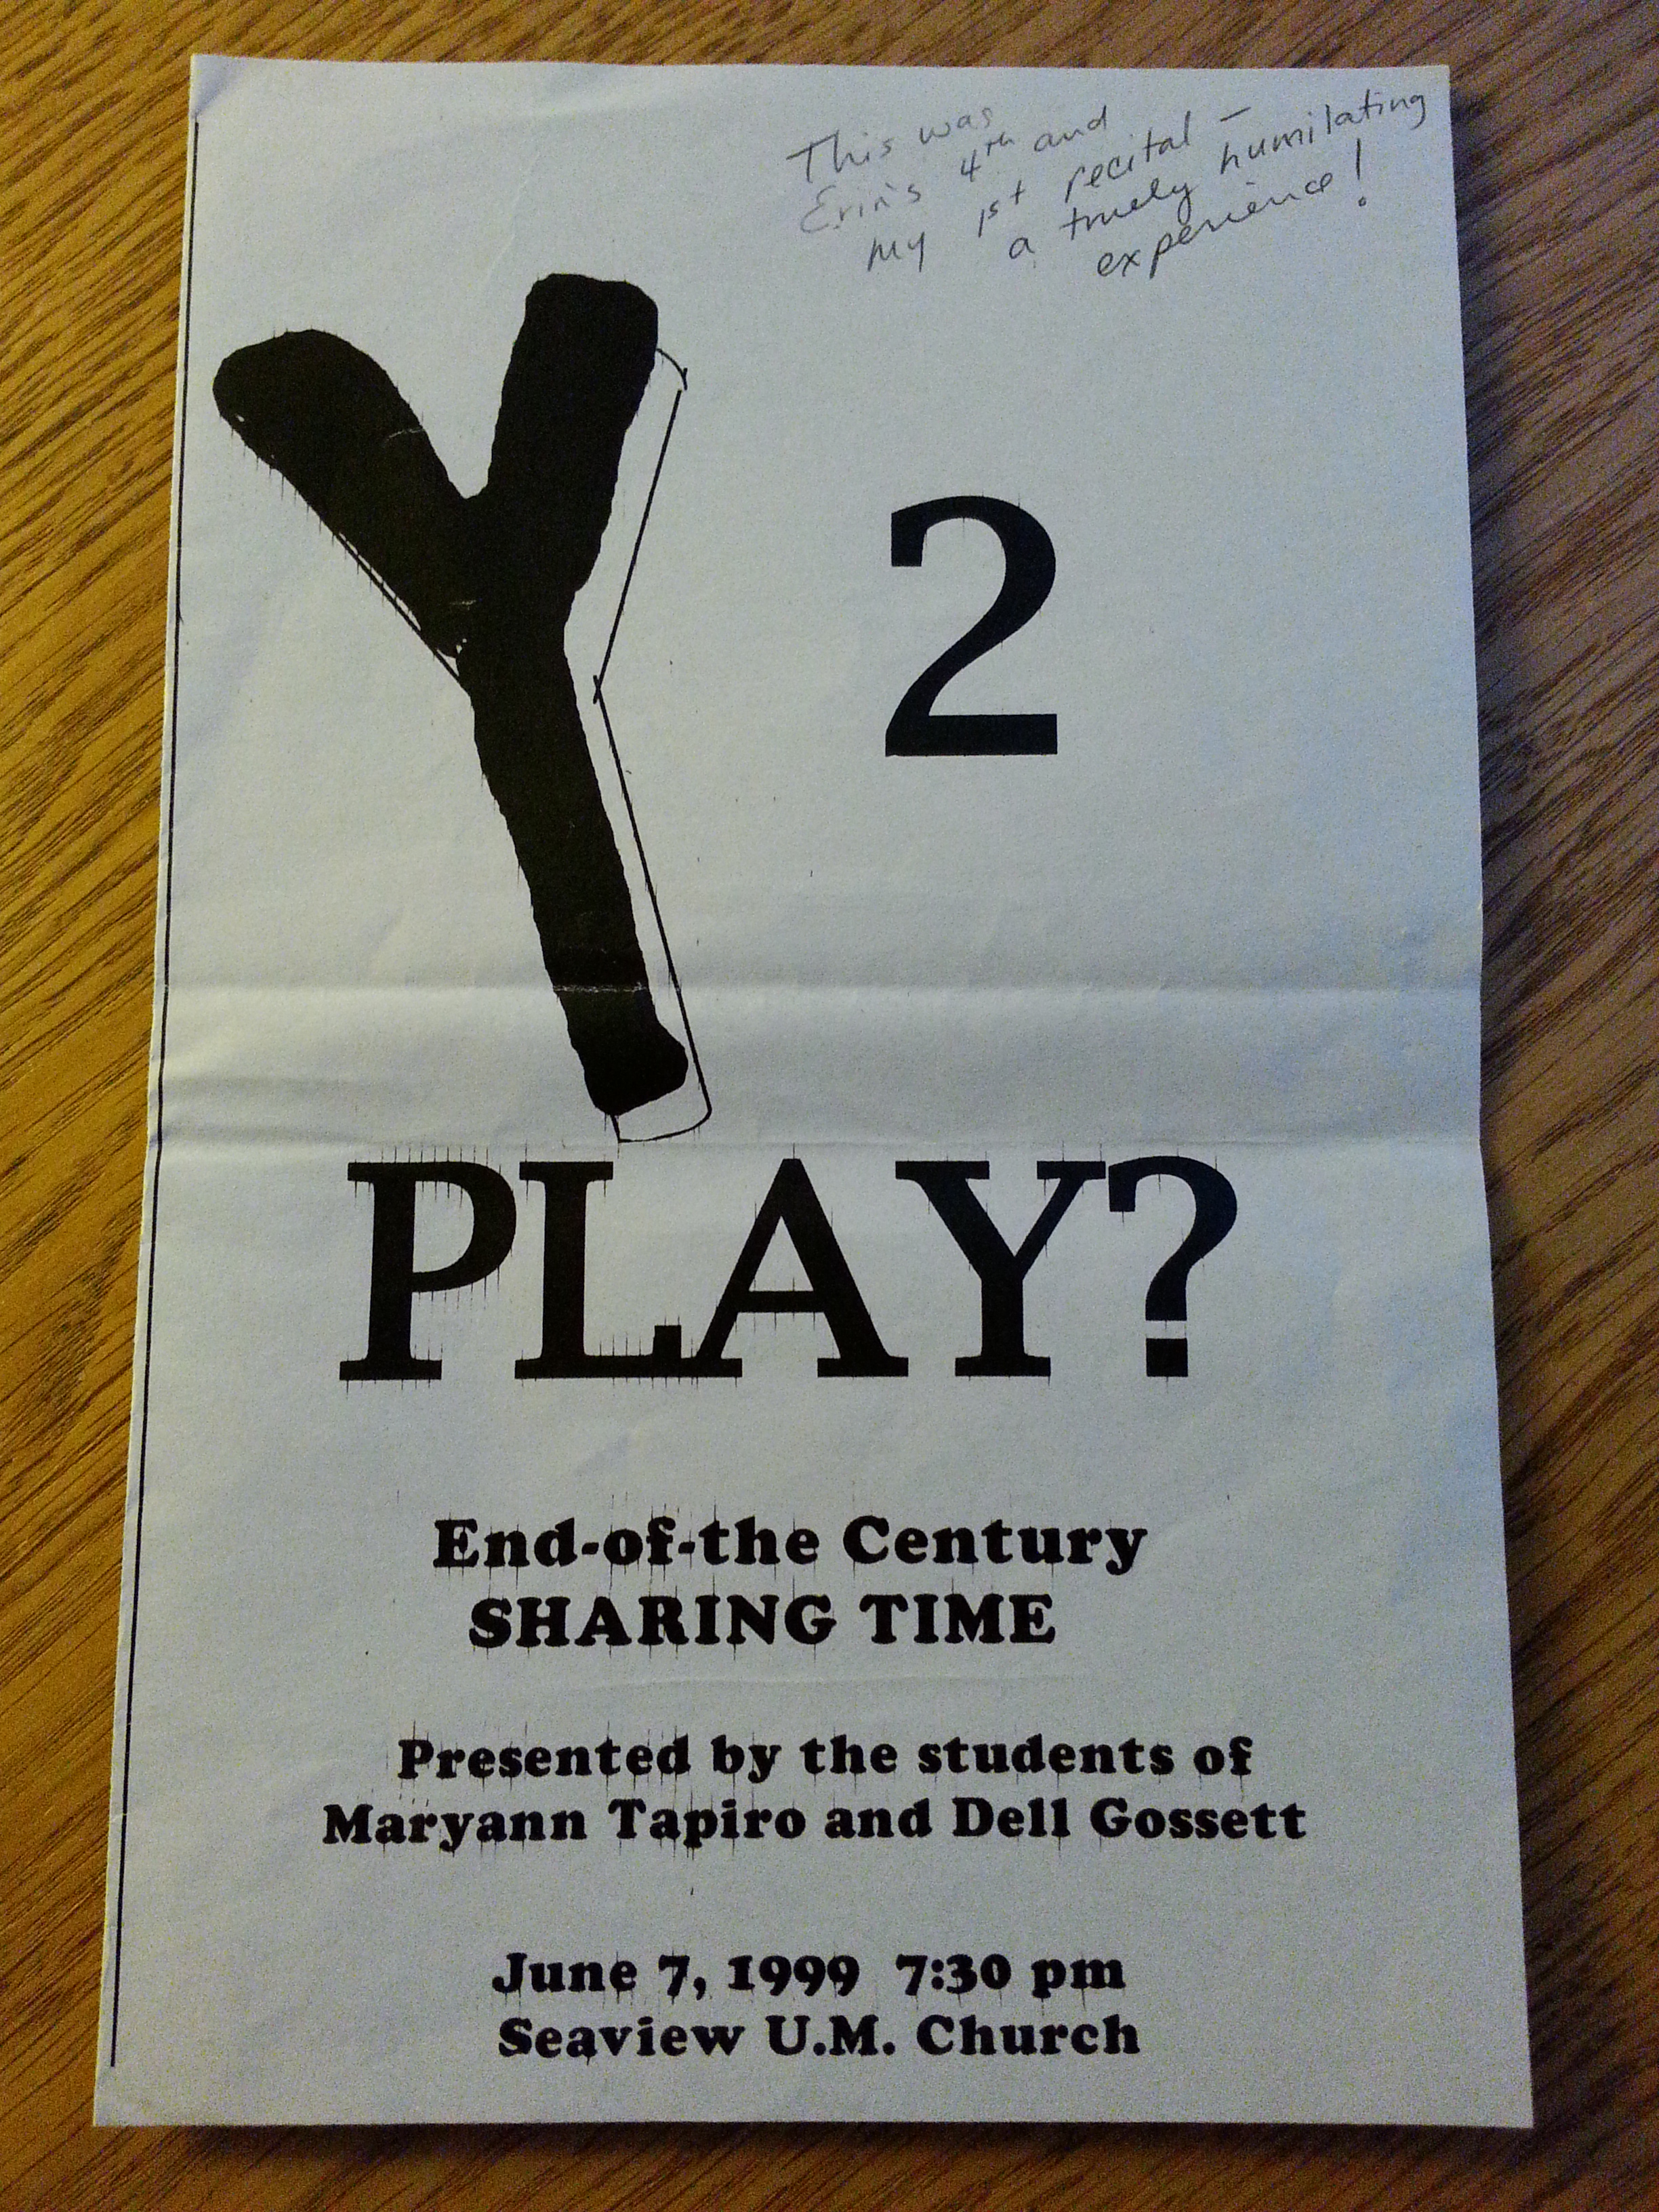 This was
Erin's 4th and
my 1st recital –
a truely humilating
experience!
Y 2
PLAY?
End-of-the Century
SHARING TIME
Presented by the students of
Maryann Tapiro and Dell Gossett
June 7, 1999 7:30 pm
Seaview U.M. Church